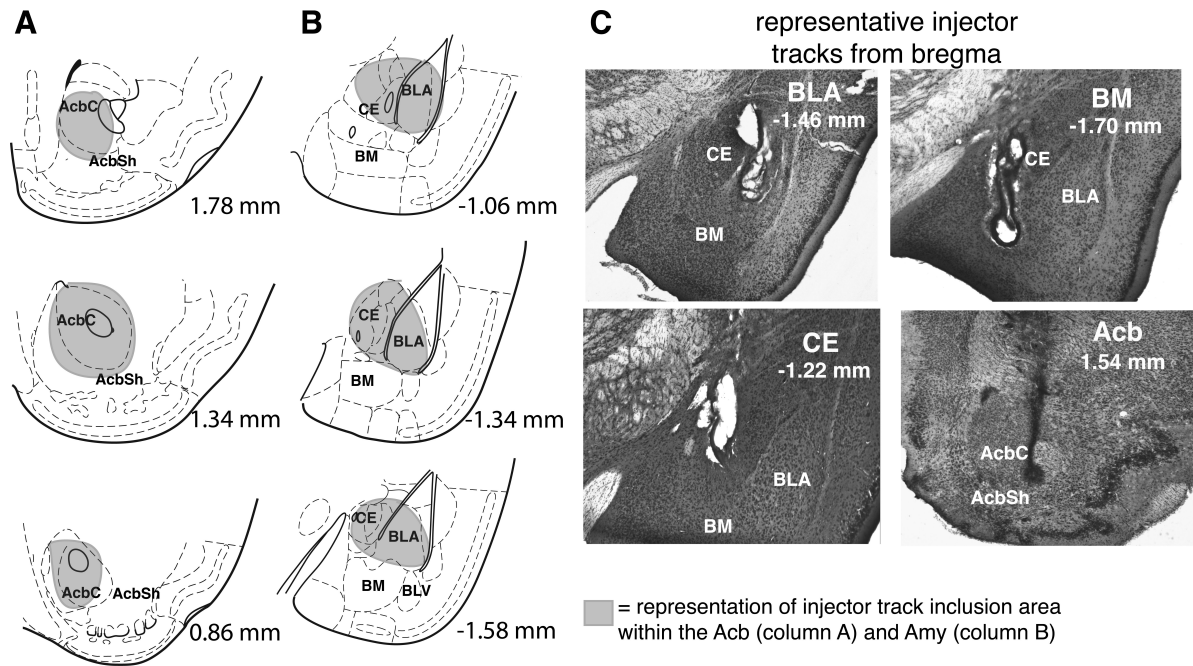 A
AcbC
AcbSh
1.78 mm
AcbC
AcbSh
1.34 mm
AcbC
AcbSh
0.86 mm
B
BLA
CE
BM
-1.06 mm
CE
BLA
BM
-1.34 mm
CE
BLA
BM
BLV
-1.58 mm
C
representative injector
tracks from bregma
BLA
-1.46 mm
CE
BM
BM
-1.70 mm
CE
BLA
CE
-1.22 mm
BLA
BM
Acb
1.54 mm
AcbC
AcbSh
= representation of injector track inclusion area
within the Acb (column A) and Amy (column B)